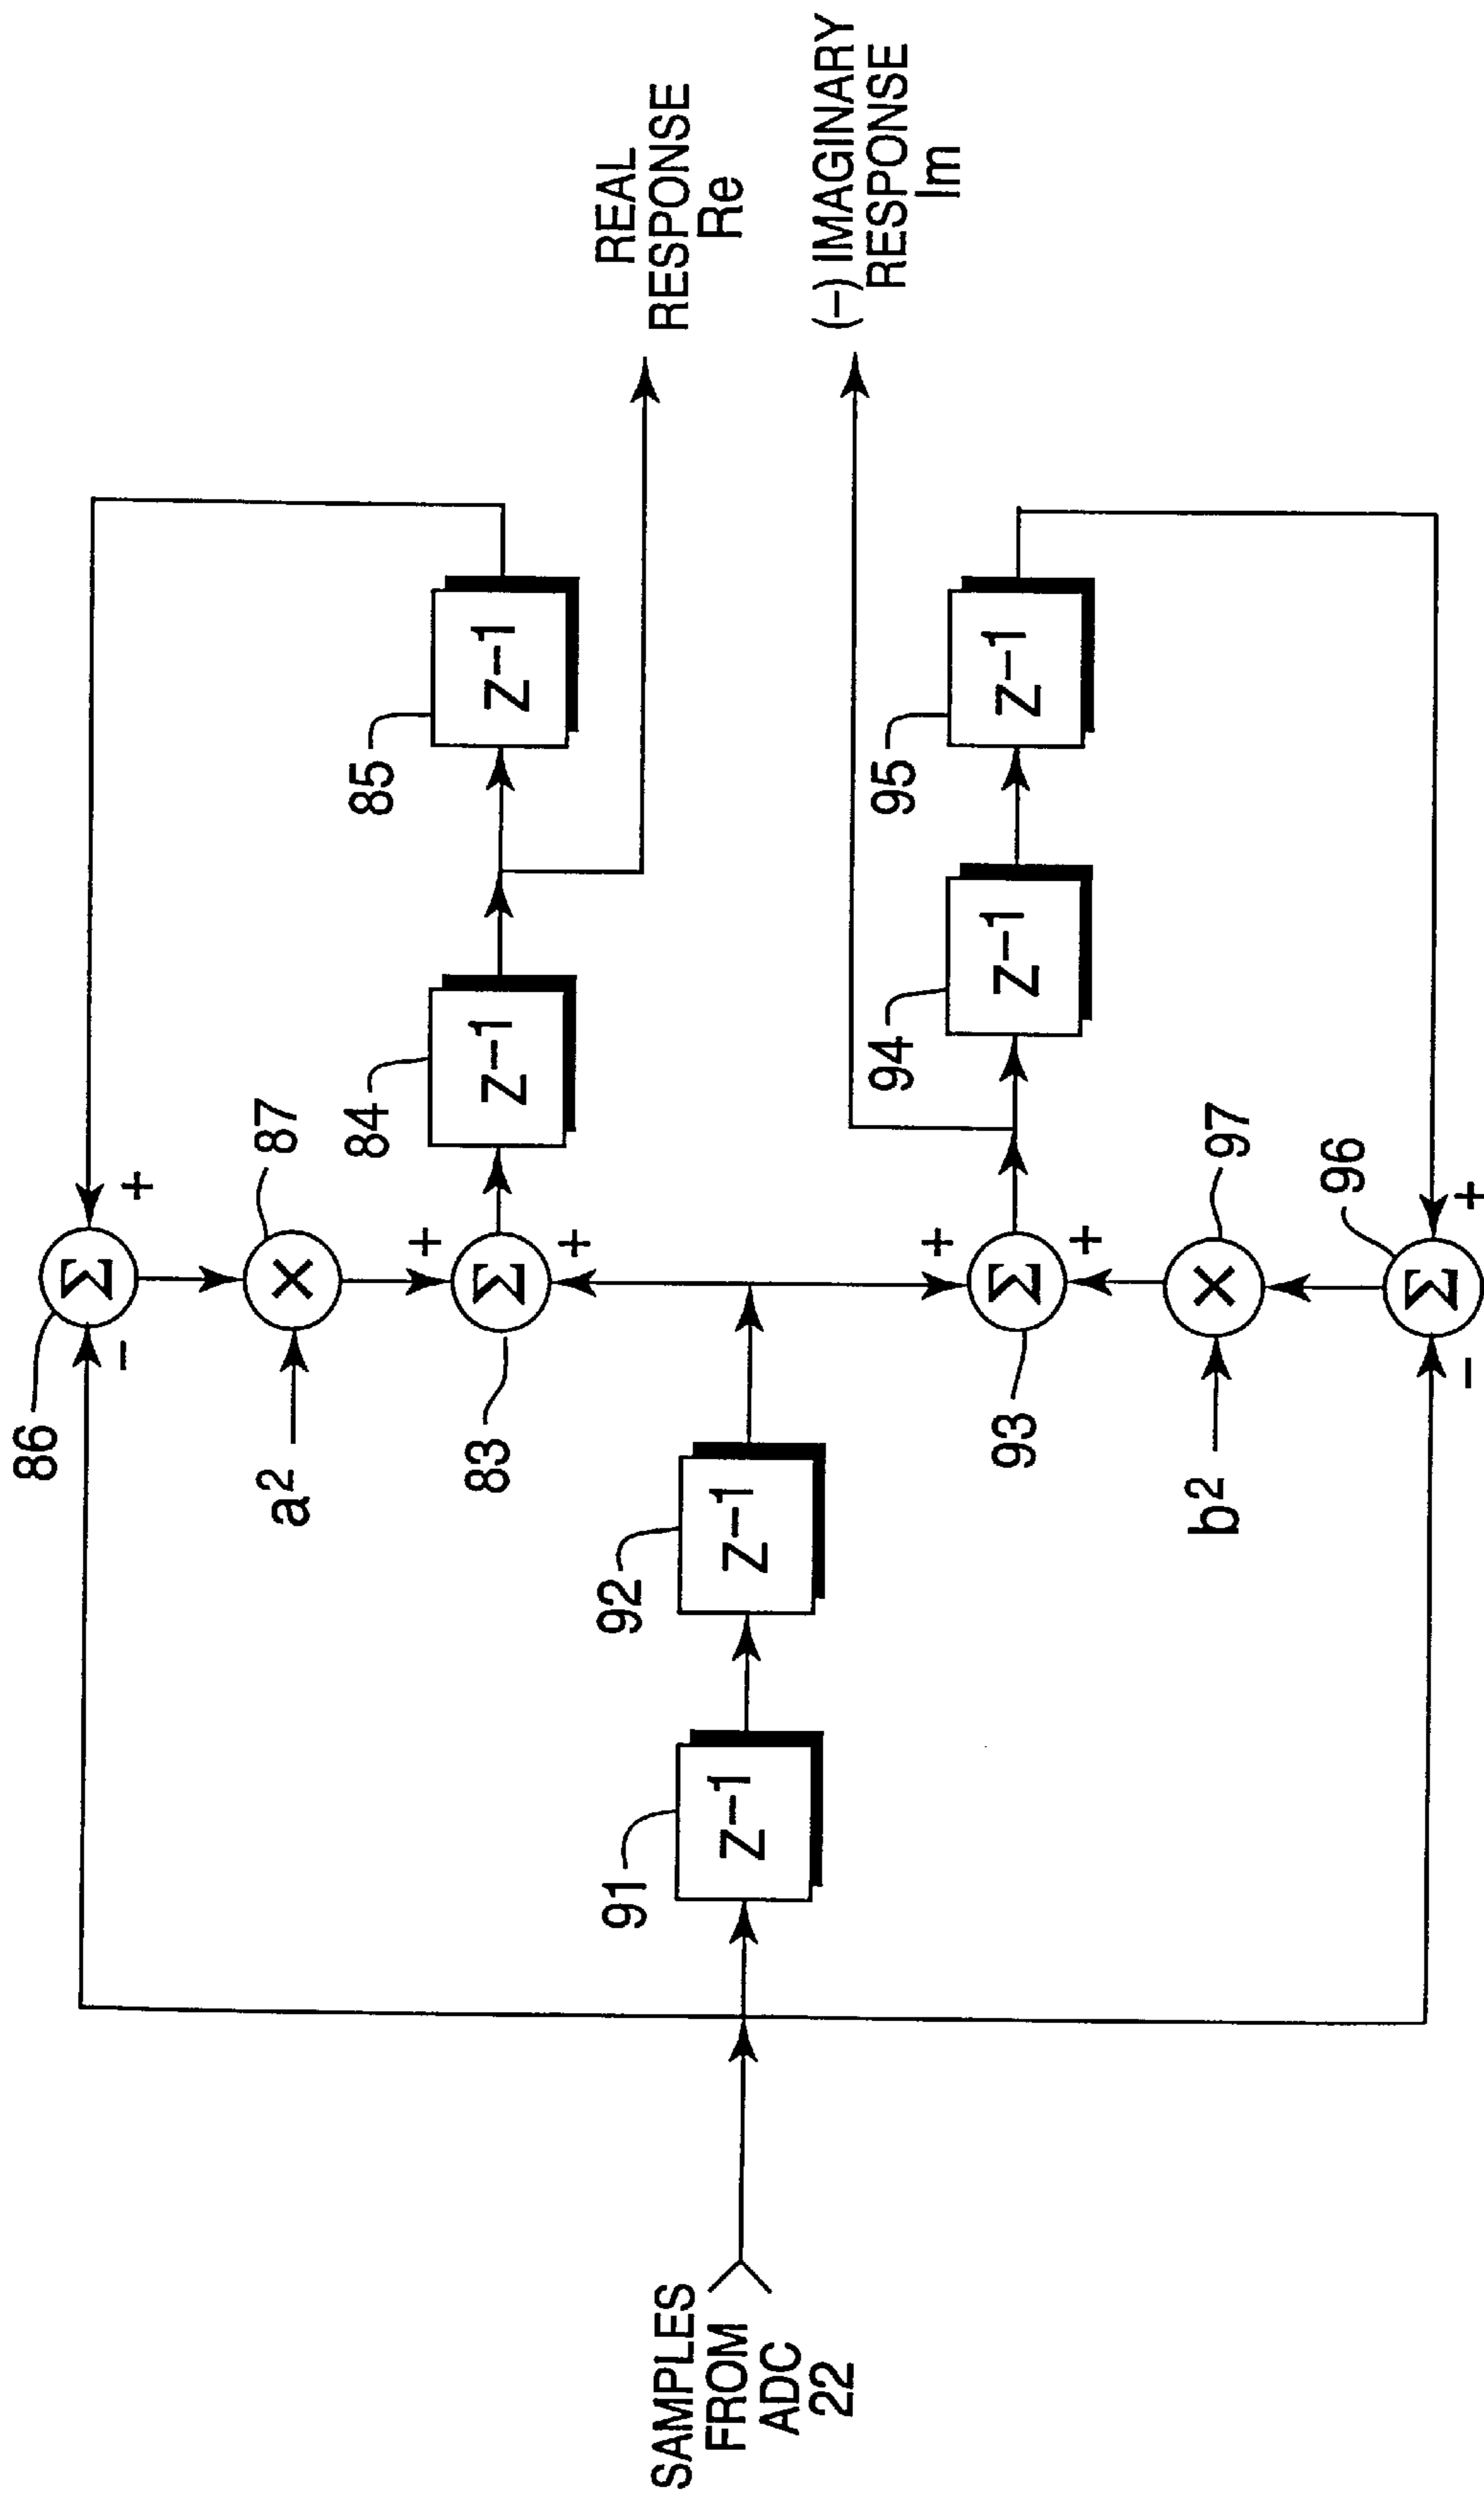 86
Σ
+
−
a2
×
87
83
Σ
+
+
84
Z−1
85
Z−1
REAL
RESPONSE
Re
SAMPLES
FROM
ADC
22
91
Z−1
92
Z−1
(−) IMAGINARY
RESPONSE
Im
93
Σ
+
+
94
Z−1
95
Z−1
b2
×
97
96
Σ
+
−